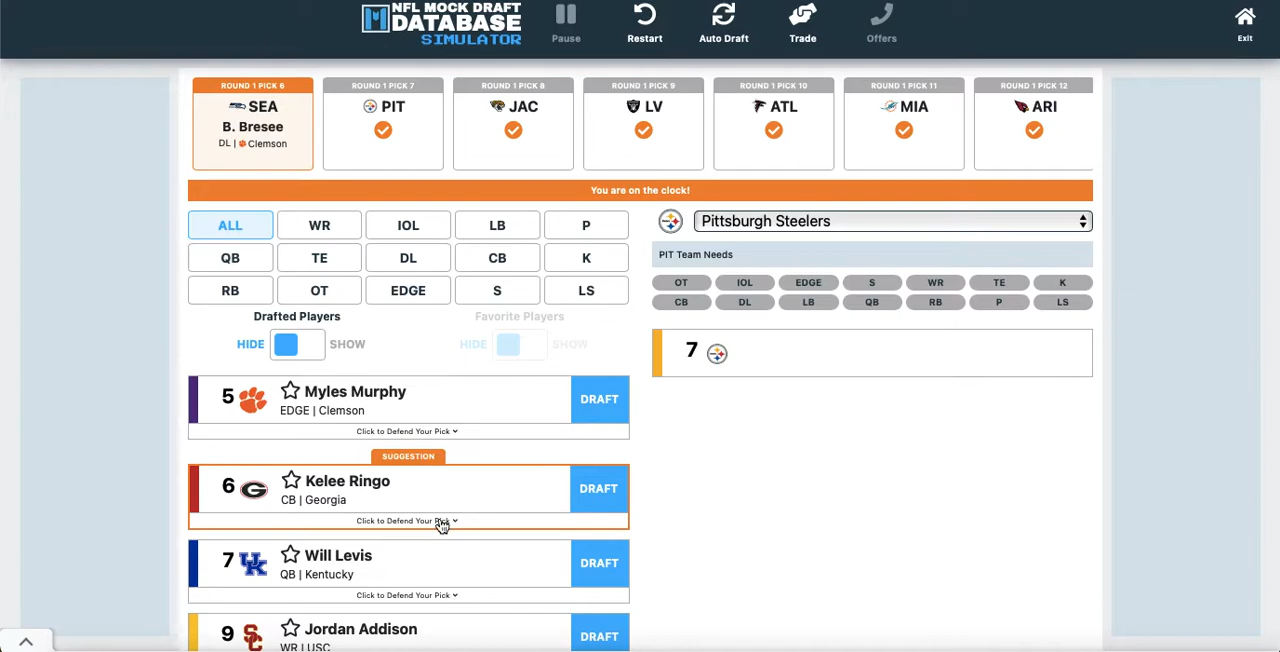 NFL MOCK DRAFT
DATABASE
SIMULATOR
Pause
Restart
Auto Draft
Trade
Offers
Exit
ROUND 1 PICK 6
SEA
B. Bresee
DL | Clemson
ROUND 1 PICK 7
PIT
ROUND 1 PICK 8
JAC
ROUND 1 PICK 9
LV
ROUND 1 PICK 10
ATL
ROUND 1 PICK 11
MIA
ROUND 1 PICK 12
ARI
You are on the clock!
ALL WR IOL LB P
QB TE DL CB K
RB OT EDGE S LS
Drafted Players
HIDE SHOW
Favorite Players
HIDE SHOW
Pittsburgh Steelers
PIT Team Needs
OT IOL EDGE S WR TE K
CB DL LB QB RB P LS
7
5 Myles Murphy
EDGE | Clemson
DRAFT
Click to Defend Your Pick
SUGGESTION
6 G Kelee Ringo
CB | Georgia
DRAFT
Click to Defend Your Pick
7 UK Will Levis
QB | Kentucky
DRAFT
Click to Defend Your Pick
9 SC Jordan Addison
WR | USC
DRAFT